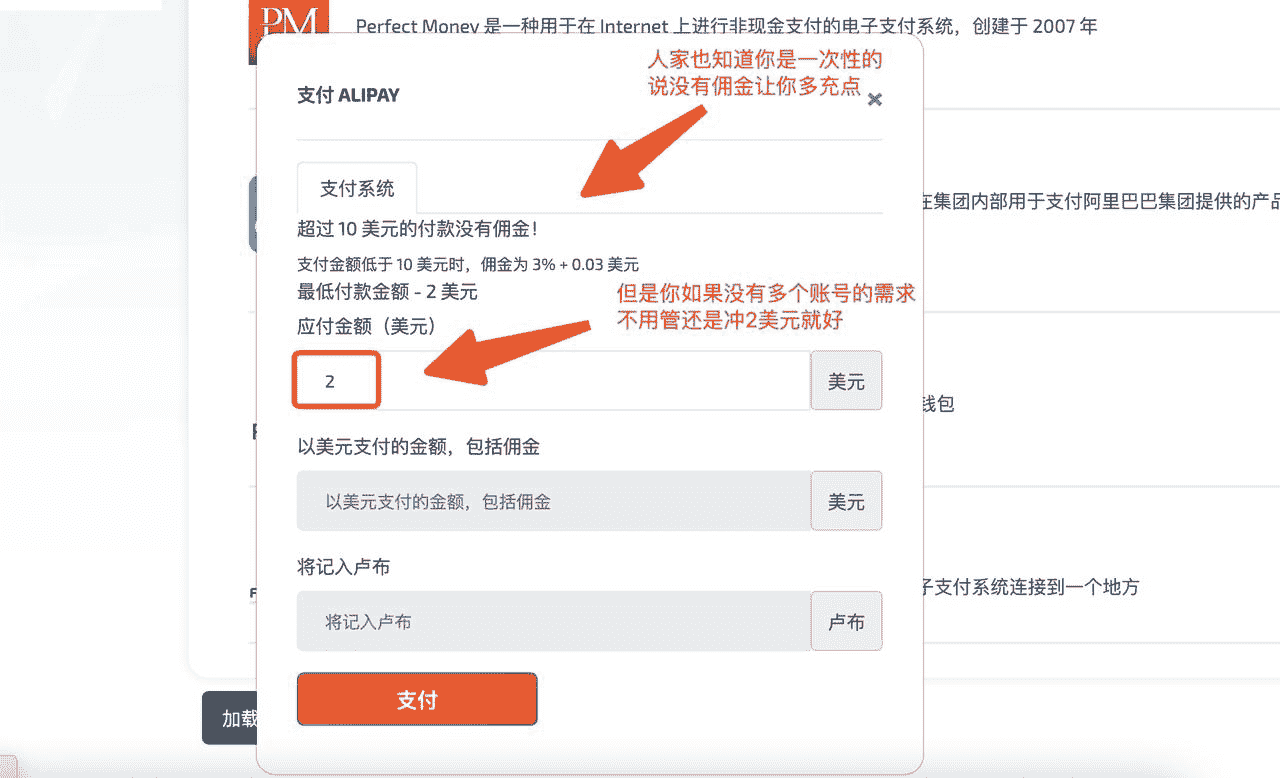 PM
Perfect Money 是一种用于在 Internet 上进行非现金支付的电子支付系统，创建于 2007 年
人家也知道你是一次性的
说没有佣金让你多充点
支付 ALIPAY
×
支付系统
在集团内部用于支付阿里巴巴集团提供的产品
超过 10 美元的付款没有佣金！
支付金额低于 10 美元时，佣金为 3% + 0.03 美元
最低付款金额 - 2 美元
但是你如果没有多个账号的需求
不用管还是冲2美元就好
应付金额（美元）
2
美元
钱包
以美元支付的金额，包括佣金
以美元支付的金额，包括佣金
美元
将记入卢布
子支付系统连接到一个地方
将记入卢布
卢布
支付
加载